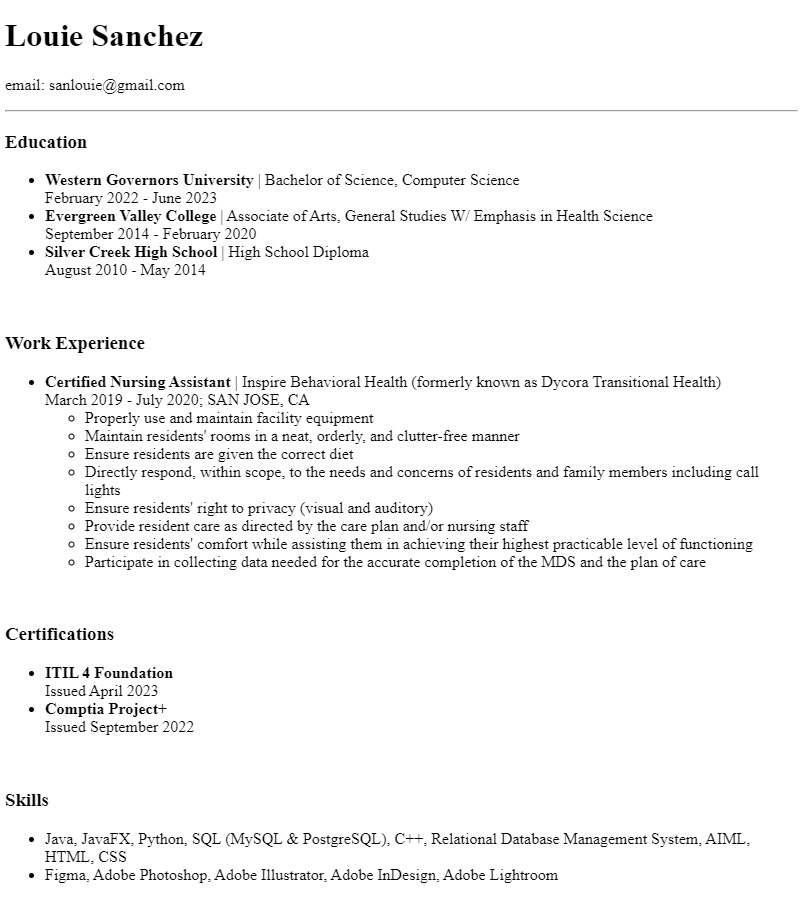 Louie Sanchez
email: sanlouie@gmail.com
Education
Western Governors University | Bachelor of Science, Computer Science
February 2022 - June 2023
Evergreen Valley College | Associate of Arts, General Studies W/ Emphasis in Health Science
September 2014 - February 2020
Silver Creek High School | High School Diploma
August 2010 - May 2014
Work Experience
Certified Nursing Assistant | Inspire Behavioral Health (formerly known as Dycora Transitional Health)
March 2019 - July 2020; SAN JOSE, CA
Properly use and maintain facility equipment
Maintain residents' rooms in a neat, orderly, and clutter-free manner
Ensure residents are given the correct diet
Directly respond, within scope, to the needs and concerns of residents and family members including call
lights
Ensure residents' right to privacy (visual and auditory)
Provide resident care as directed by the care plan and/or nursing staff
Ensure residents' comfort while assisting them in achieving their highest practicable level of functioning
Participate in collecting data needed for the accurate completion of the MDS and the plan of care
Certifications
ITIL 4 Foundation
Issued April 2023
Comptia Project+
Issued September 2022
Skills
Java, JavaFX, Python, SQL (MySQL & PostgreSQL), C++, Relational Database Management System, AIML,
HTML, CSS
Figma, Adobe Photoshop, Adobe Illustrator, Adobe InDesign, Adobe Lightroom